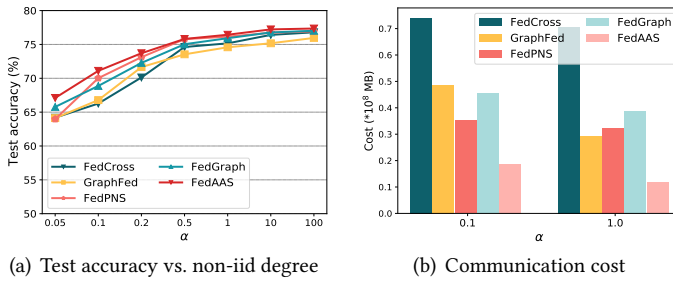 80
75
70
65
60
55
50
Test accuracy (%)
FedCross
GraphFed
FedPNS
FedGraph
FedAAS
0.05 0.1 0.2 0.5 1 10 100
α
(a) Test accuracy vs. non-iid degree
0.7
0.6
0.5
0.4
0.3
0.2
0.1
0.0
Cost (*10^8 MB)
FedCross
GraphFed
FedPNS
FedGraph
FedAAS
0.1 1.0
α
(b) Communication cost